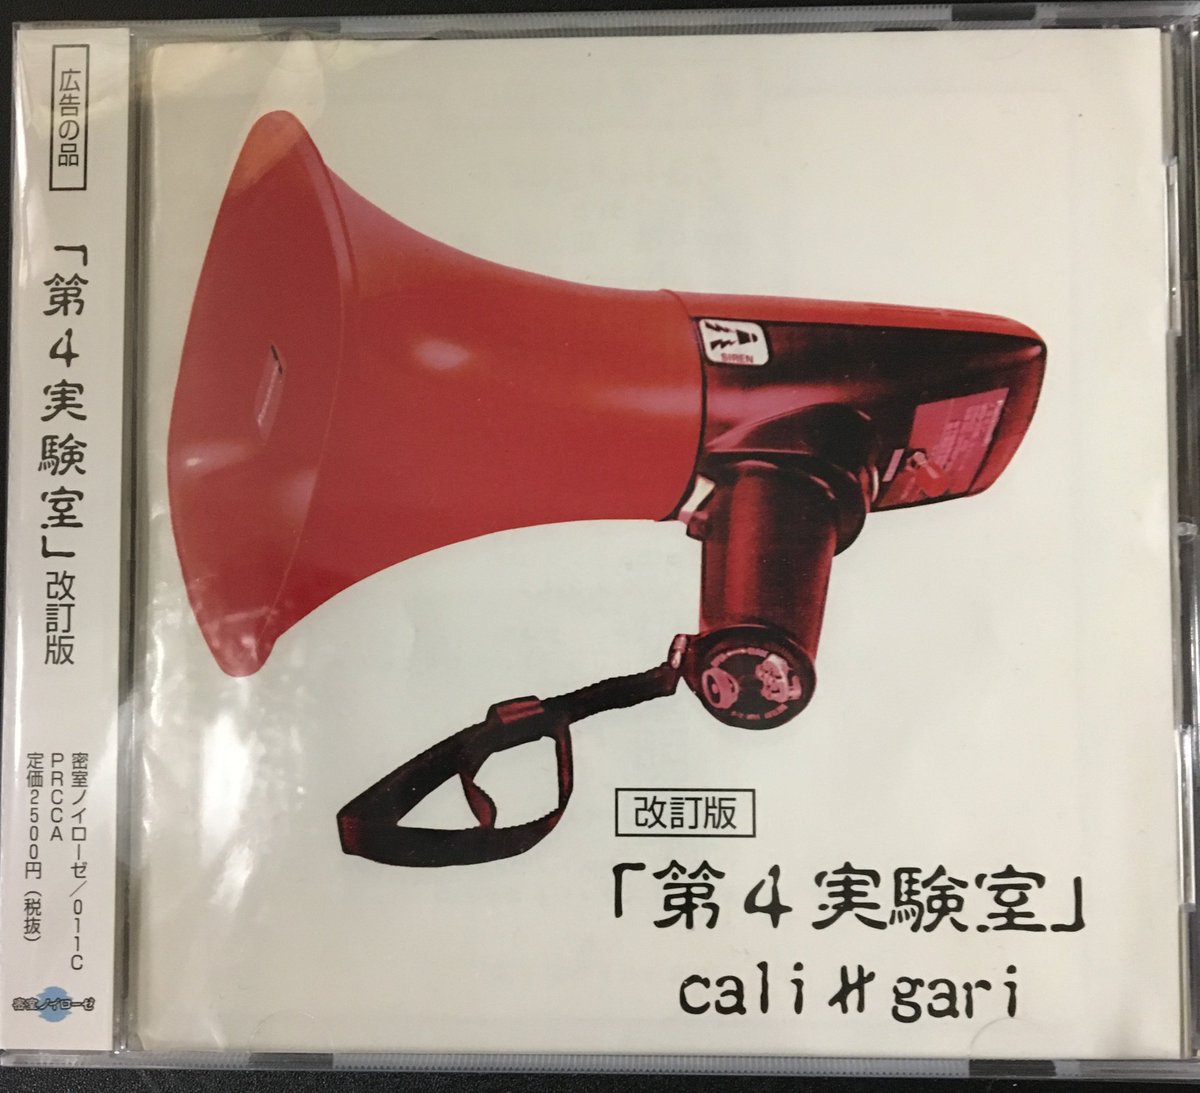 広告の品
「第4実験室」改訂版
密室ノイローゼ/011C
PRCCA
定価2500円(税抜)
密室ノイローゼ
SIREN
改訂版
「第4実験室」
cali≠gari